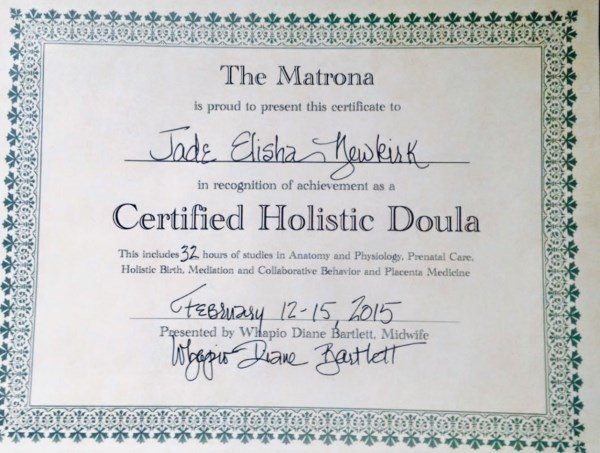 The Matrona
is proud to present this certificate to
Jade Elisha Newkirk
in recognition of achievement as a
Certified Holistic Doula
This includes 32 hours of studies in Anatomy and Physiology, Prenatal Care,
Holistic Birth, Mediation and Collaborative Behavior and Placenta Medicine
February 12-15, 2015
Presented by Whapio Diane Bartlett, Midwife
Whapio Diane Bartlett